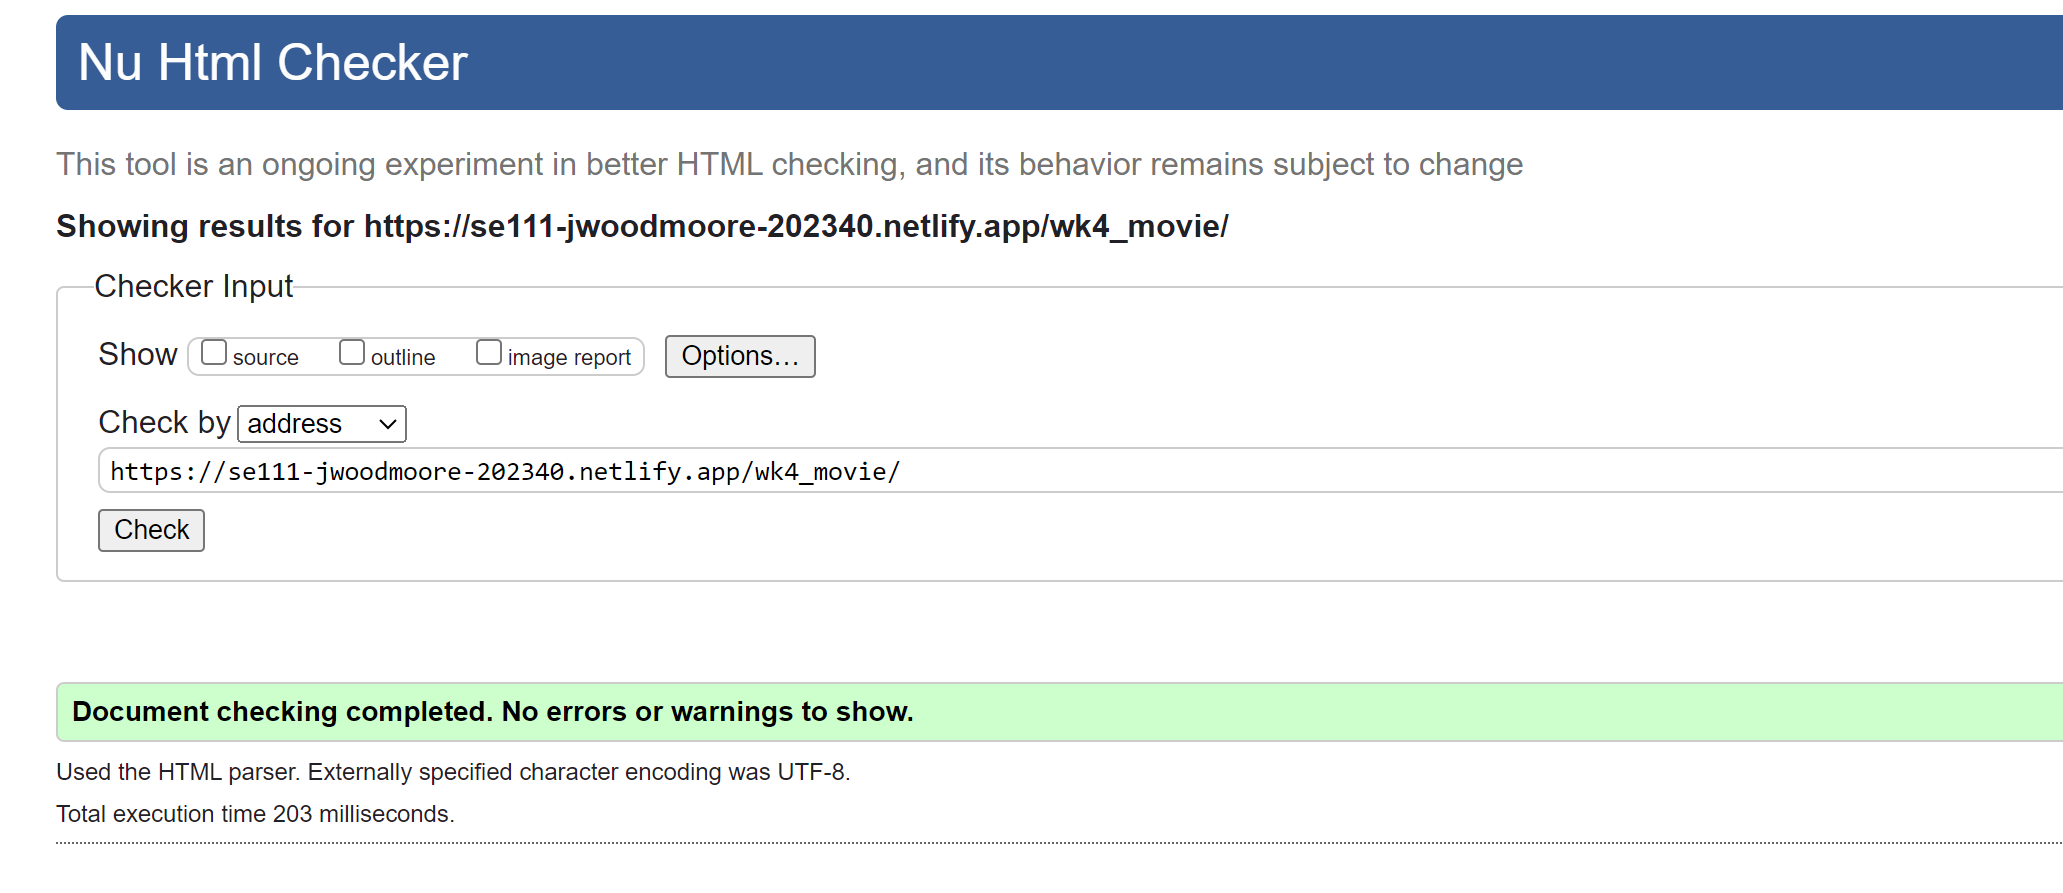 Nu Html Checker
This tool is an ongoing experiment in better HTML checking, and its behavior remains subject to change
Showing results for https://se111-jwoodmoore-202340.netlify.app/wk4_movie/
Checker Input
Show source outline image report Options...
Check by address
https://se111-jwoodmoore-202340.netlify.app/wk4_movie/
Check
Document checking completed. No errors or warnings to show.
Used the HTML parser. Externally specified character encoding was UTF-8.
Total execution time 203 milliseconds.